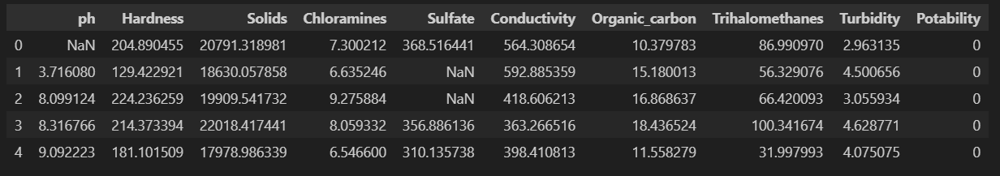 ph Hardness Solids Chloramines Sulfate Conductivity Organic_carbon Trihalomethanes Turbidity Potability
0 NaN 204.890455 20791.318981 7.300212 368.516441 564.308654 10.379783 86.990970 2.963135 0
1 3.716080 129.422921 18630.057858 6.635246 NaN 592.885359 15.180013 56.329076 4.500656 0
2 8.099124 224.236259 19909.541732 9.275884 NaN 418.606213 16.868637 66.420093 3.055934 0
3 8.316766 214.373394 22018.417441 8.059332 356.886136 363.266516 18.436524 100.341674 4.628771 0
4 9.092223 181.101509 17978.986339 6.546600 310.135738 398.410813 11.558279 31.997993 4.075075 0